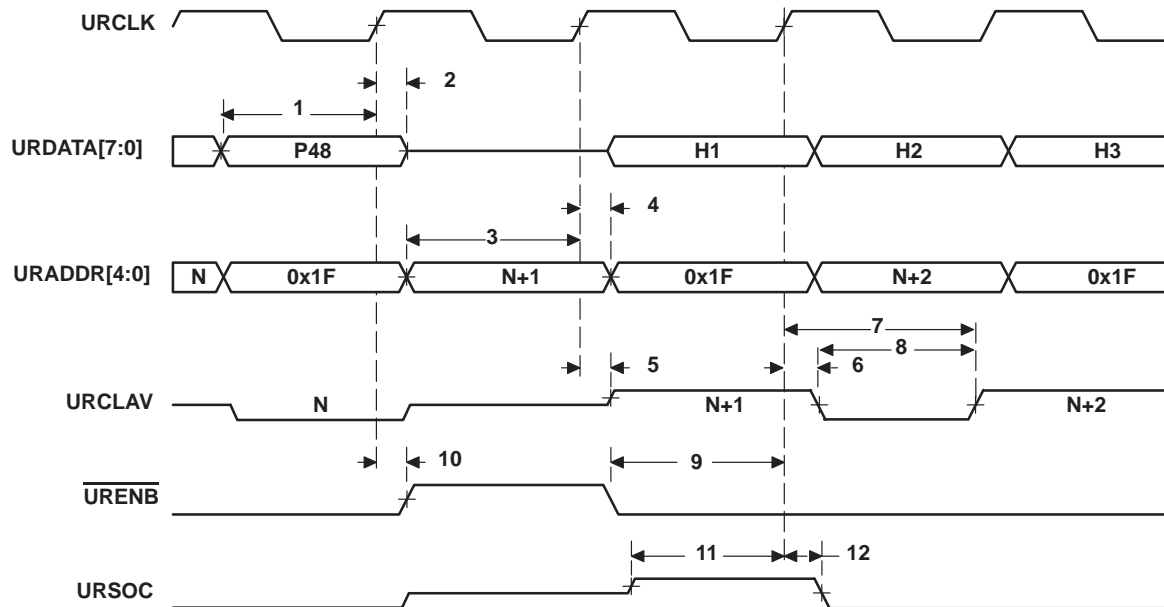 URCLK
2
1
URDATA[7:0]
P48
H1
H2
H3
4
3
URADDR[4:0]
N
0x1F
N+1
0x1F
N+2
0x1F
7
8
5
6
URCLAV
N
N+1
N+2
10
9
URENB
11
12
URSOC